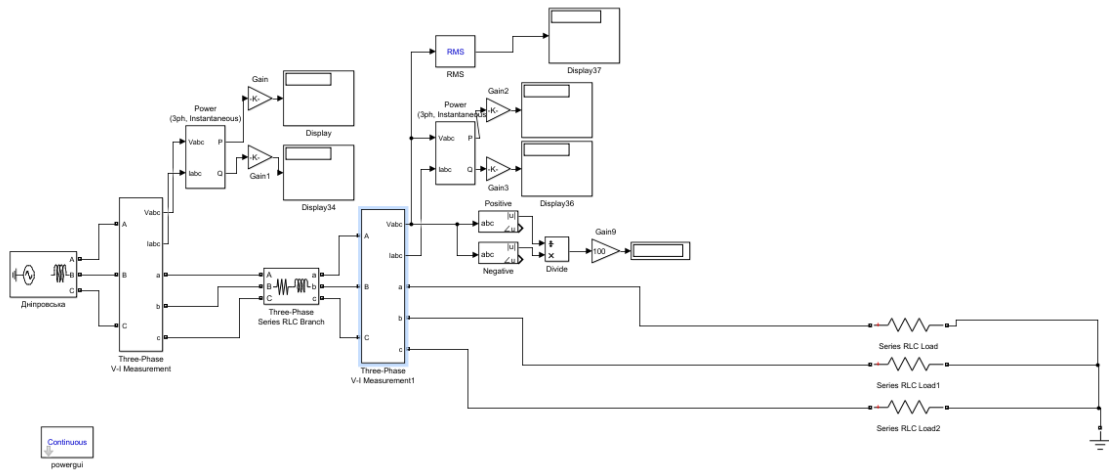 RMS
RMS
Display37
Gain
-K-
Display
Power
(3ph, Instantaneous)
Vabc
P
Iabc
Q
-K-
Gain1
Display34
Gain2
-K-
Power
(3ph, Instantaneous)
Vabc
P
Iabc
Q
-K-
Gain3
Display36
Positive
abc
|u|
∠u
Negative
abc
|u|
∠u
÷
×
Divide
Gain9
100
A
B
C
Дніпровська
Vabc
A
Iabc
B
a
b
C
c
Three-Phase
V-I Measurement
A
a
B
b
C
c
Three-Phase
Series RLC Branch
Vabc
A
Iabc
B
a
b
C
c
Three-Phase
V-I Measurement1
+
Series RLC Load
+
Series RLC Load1
+
Series RLC Load2
Continuous
powergui